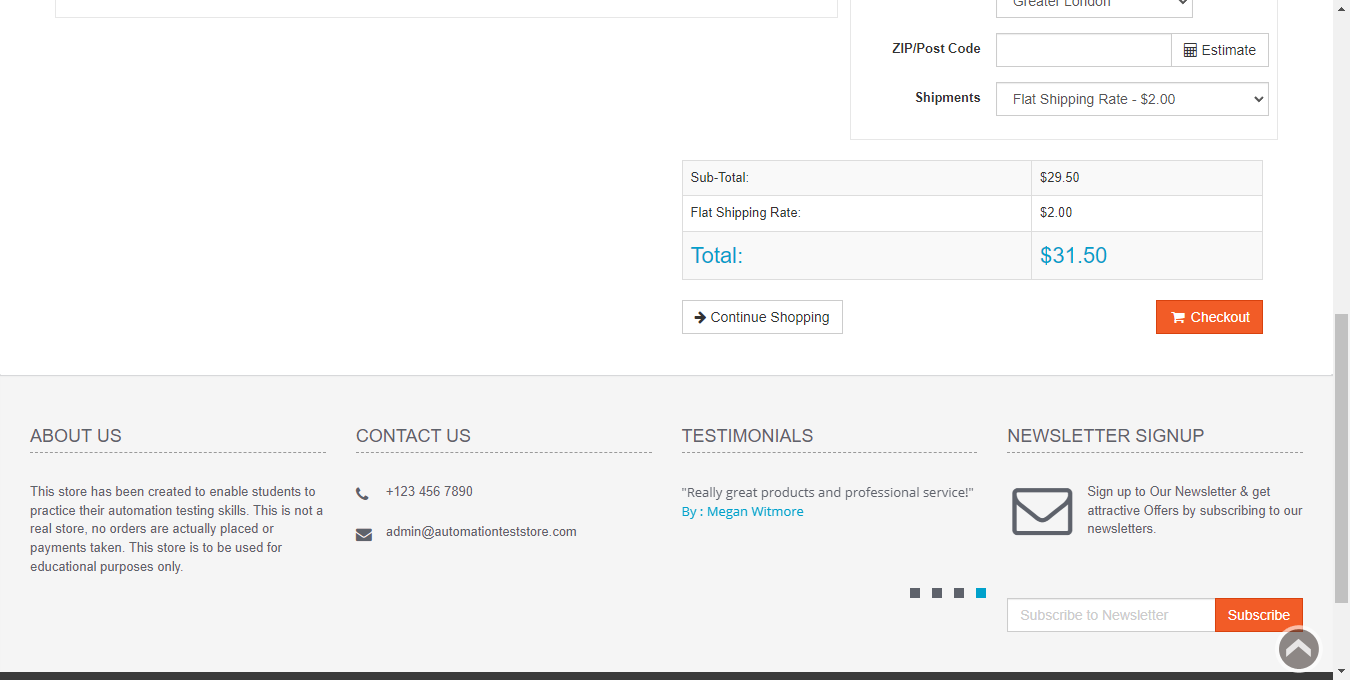 Greater London
ZIP/Post Code
Estimate
Shipments
Flat Shipping Rate - $2.00
Sub-Total: $29.50
Flat Shipping Rate: $2.00
Total: $31.50
Continue Shopping
Checkout
ABOUT US
This store has been created to enable students to
practice their automation testing skills. This is not a
real store, no orders are actually placed or
payments taken. This store is to be used for
educational purposes only.
CONTACT US
+123 456 7890
admin@automationteststore.com
TESTIMONIALS
"Really great products and professional service!"
By : Megan Witmore
NEWSLETTER SIGNUP
Sign up to Our Newsletter & get
attractive Offers by subscribing to our
newsletters.
Subscribe to Newsletter
Subscribe